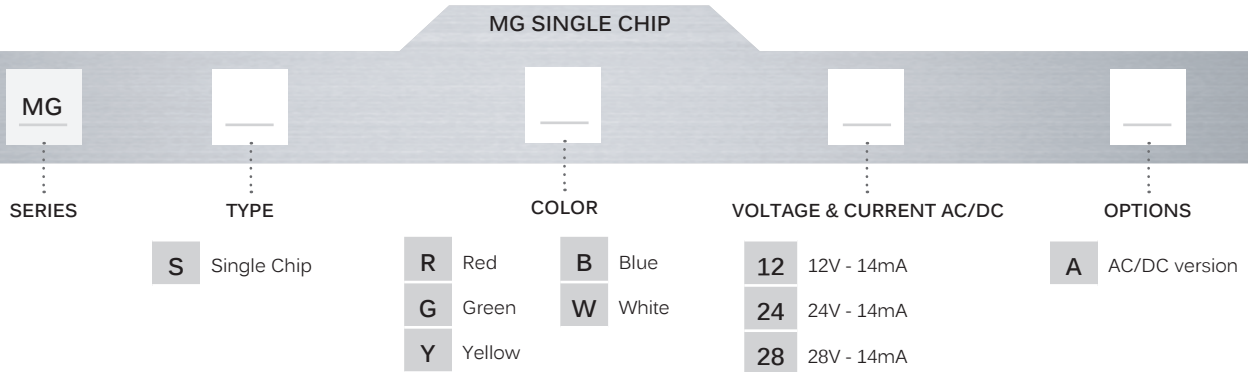 MG SINGLE CHIP
MG
SERIES
TYPE
COLOR
VOLTAGE & CURRENT AC/DC
OPTIONS
S Single Chip
R Red
G Green
Y Yellow
B Blue
W White
12 12V - 14mA
24 24V - 14mA
28 28V - 14mA
A AC/DC version